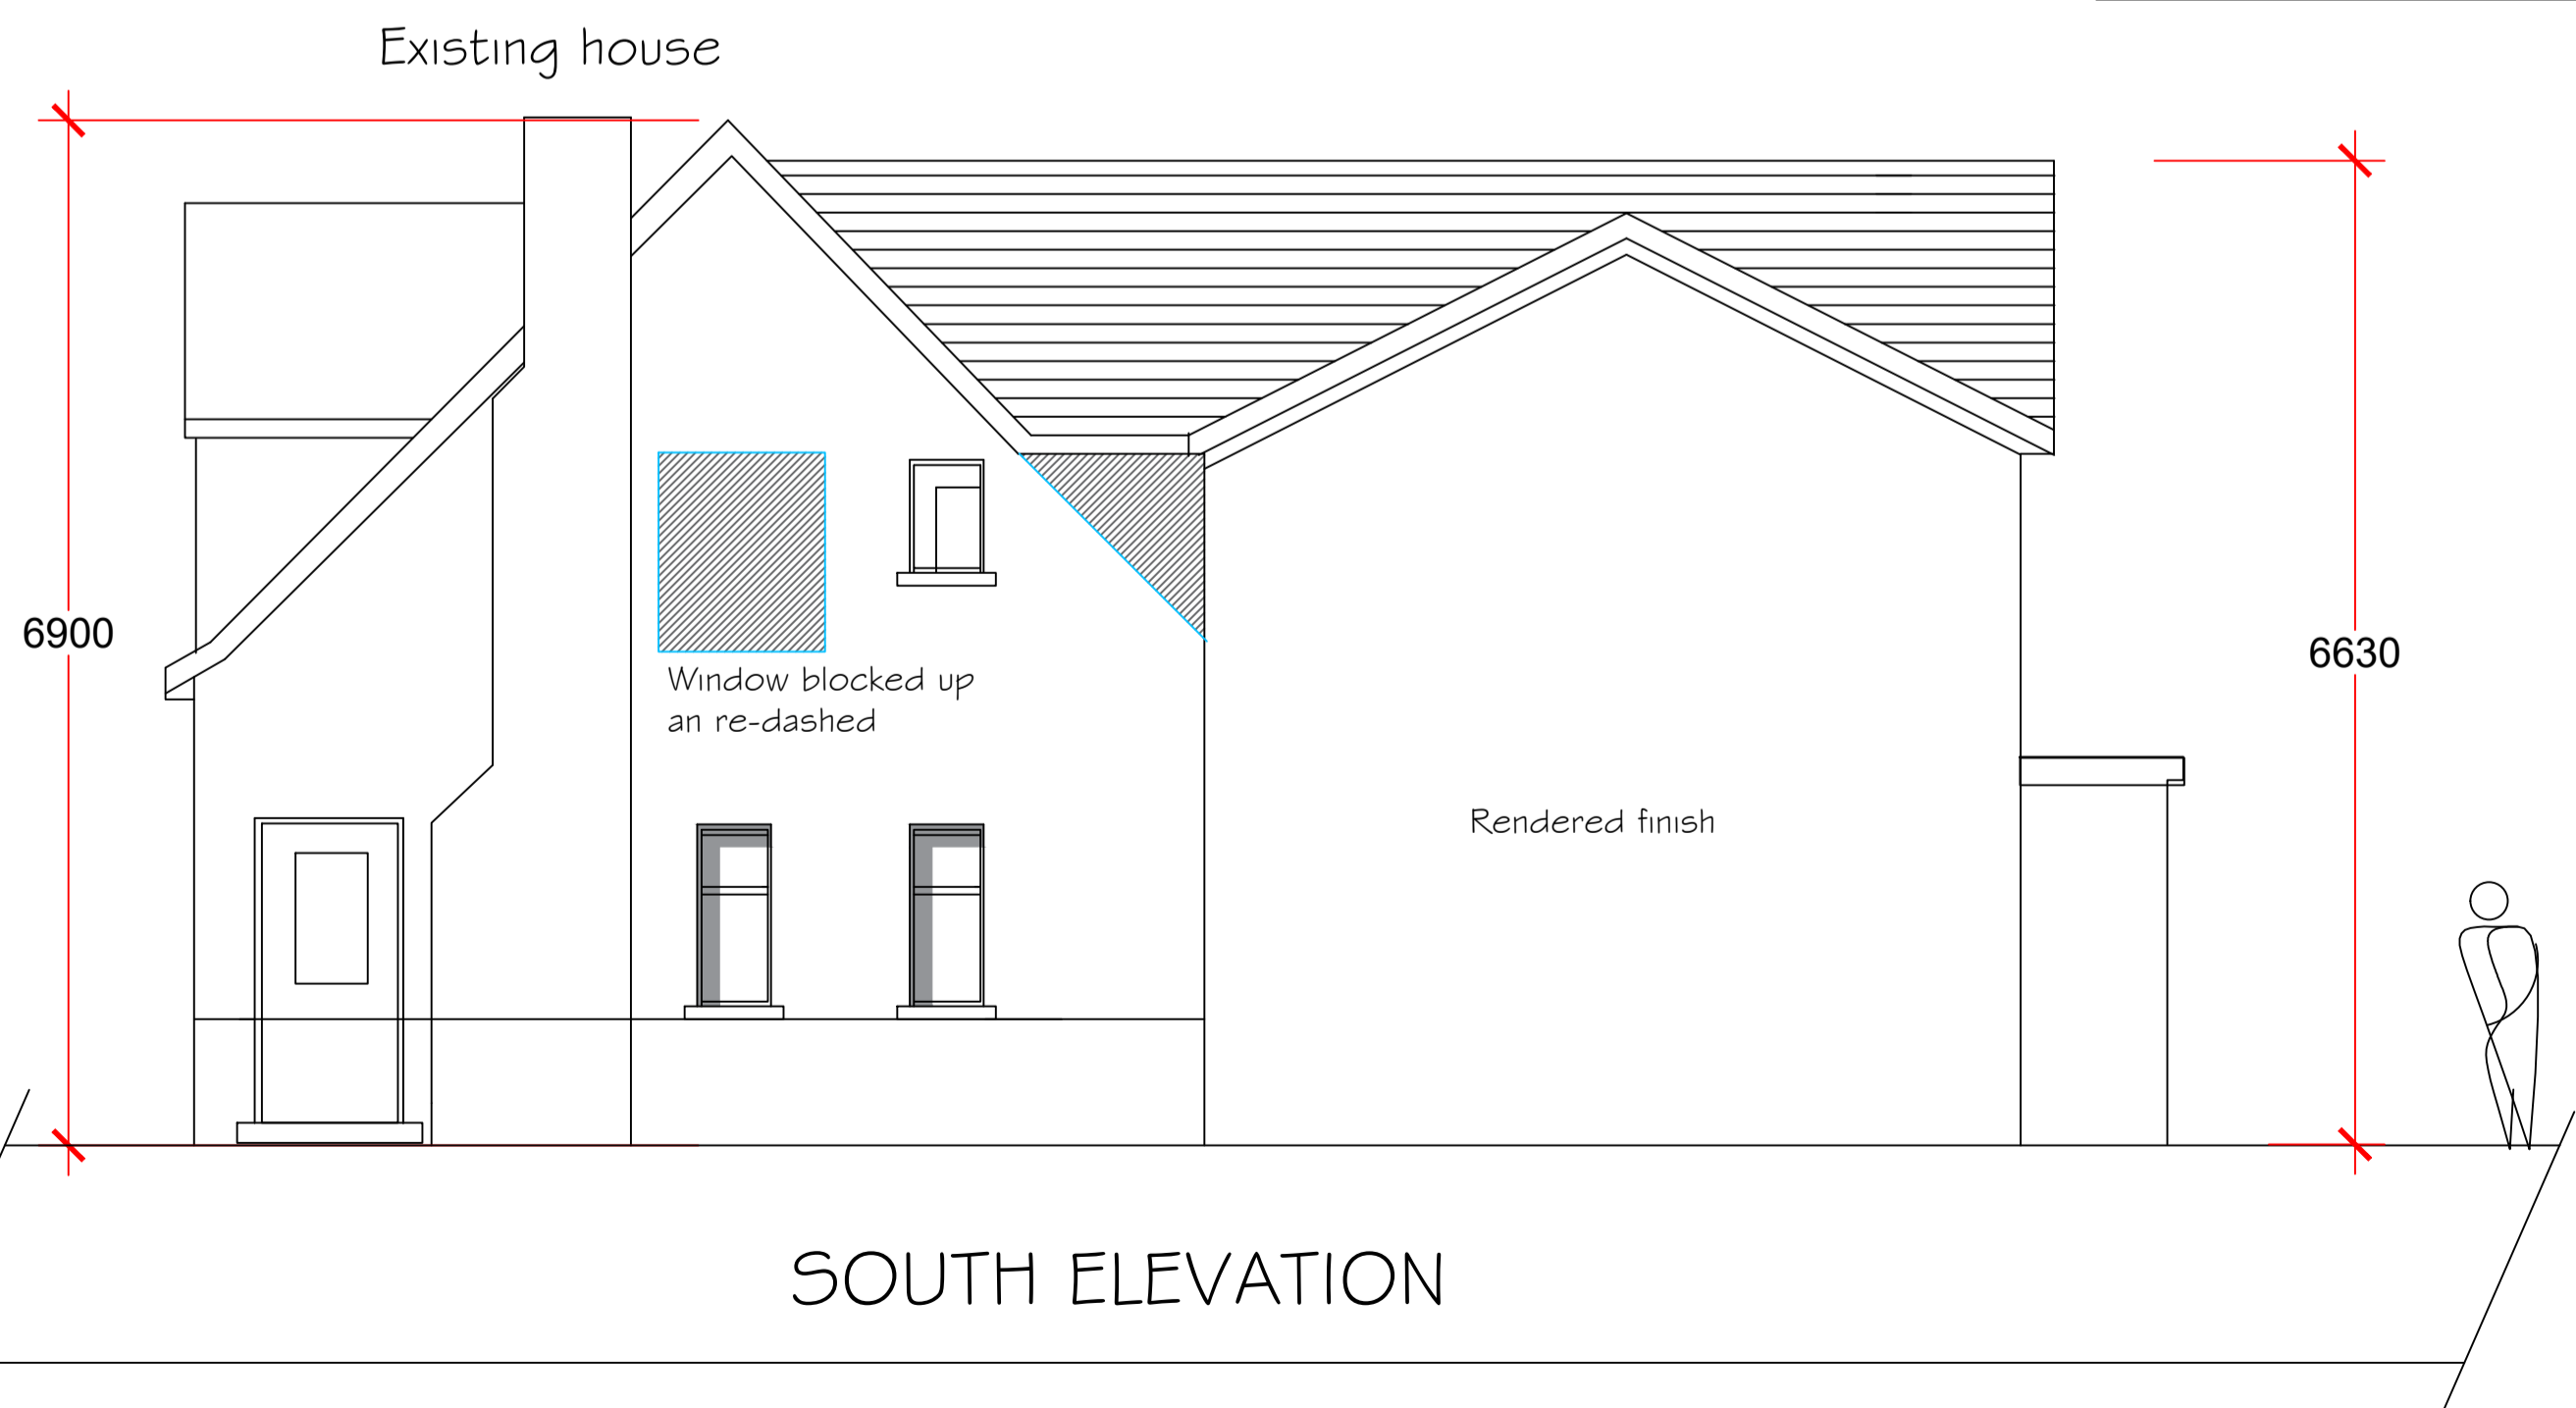 Existing house
6900
6630
Window blocked up
an re-dashed
Rendered finish
SOUTH ELEVATION